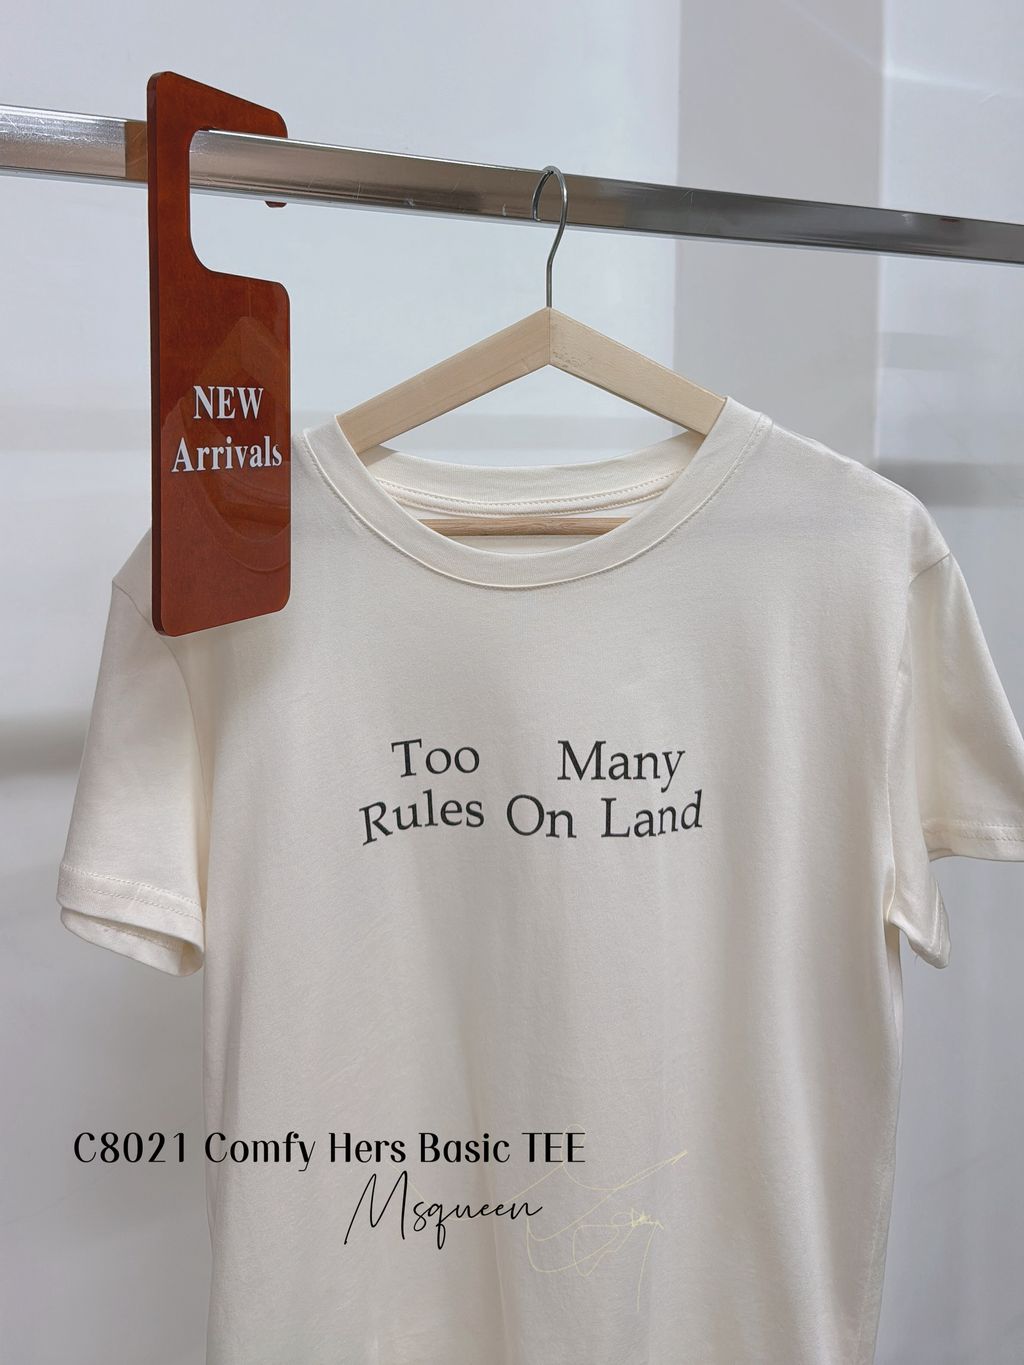 NEW
Arrivals
Too Many
Rules On Land
C8021 Comfy Hers Basic TEE
Msqueen